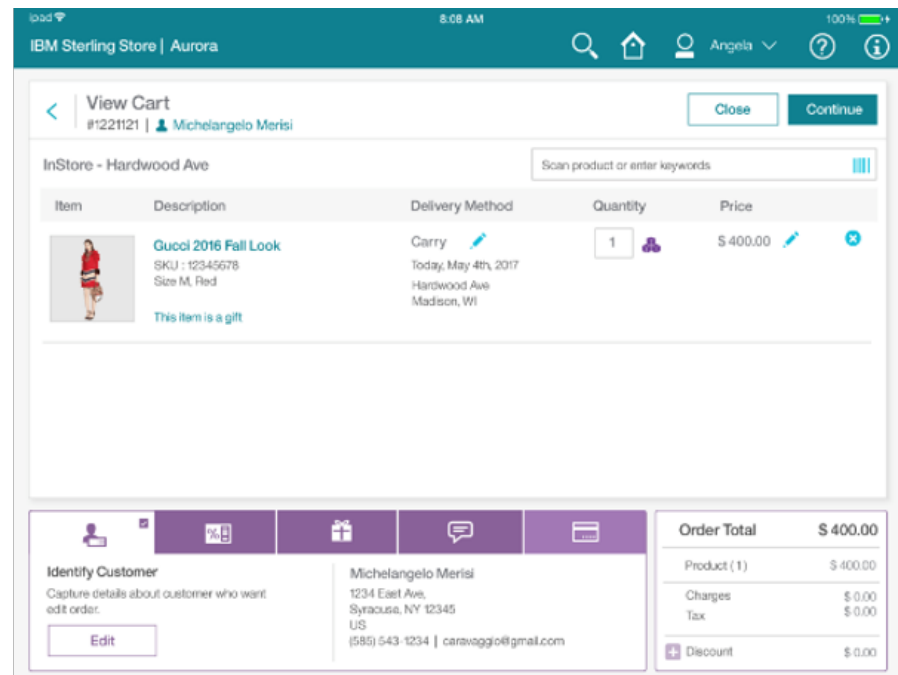 ipad
8:08 AM
100%
IBM Sterling Store | Aurora
Angela
View Cart
#1221121 | Michelangelo Merisi
Close
Continue
InStore - Hardwood Ave
Scan product or enter keywords
Item Description Delivery Method Quantity Price
Gucci 2016 Fall Look
SKU : 12345678
Size M, Red
This item is a gift
Carry
Today, May 4th, 2017
Hardwood Ave
Madison, WI
1
$ 400.00
Identify Customer
Capture details about customer who want
edit order.
Edit
Michelangelo Merisi
1234 East Ave,
Syracuse, NY 12345
US
(585) 543-1234 | caravaggio@gmail.com
Order Total $ 400.00
Product ( 1 ) $ 400.00
Charges $ 0.00
Tax $ 0.00
Discount $ 0.00